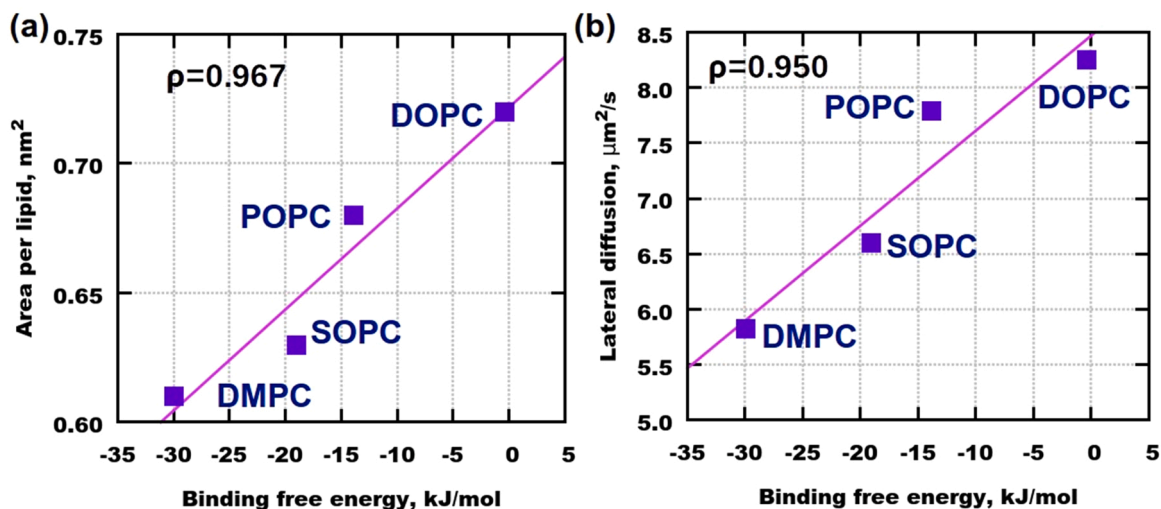 (a)
ρ=0.967
0.75
0.70
0.65
0.60
Area per lipid, nm²
DOPC
POPC
SOPC
DMPC
-35 -30 -25 -20 -15 -10 -5 0 5
Binding free energy, kJ/mol
(b)
ρ=0.950
8.5
8.0
7.5
7.0
6.5
6.0
5.5
5.0
Lateral diffusion, μm²/s
POPC
DOPC
SOPC
DMPC
-35 -30 -25 -20 -15 -10 -5 0 5
Binding free energy, kJ/mol